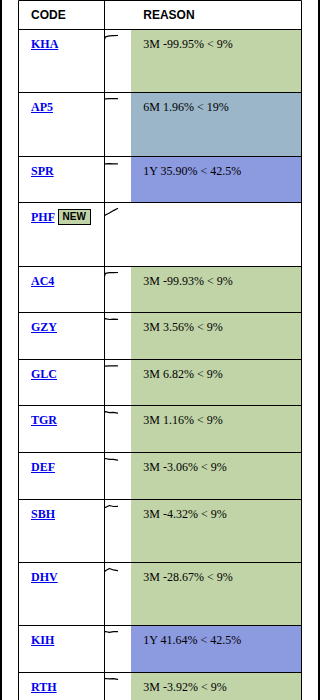 CODE REASON
KHA 3M -99.95% < 9%
AP5 6M 1.96% < 19%
SPR 1Y 35.90% < 42.5%
PHF NEW
AC4 3M -99.93% < 9%
GZY 3M 3.56% < 9%
GLC 3M 6.82% < 9%
TGR 3M 1.16% < 9%
DEF 3M -3.06% < 9%
SBH 3M -4.32% < 9%
DHV 3M -28.67% < 9%
KIH 1Y 41.64% < 42.5%
RTH 3M -3.92% < 9%